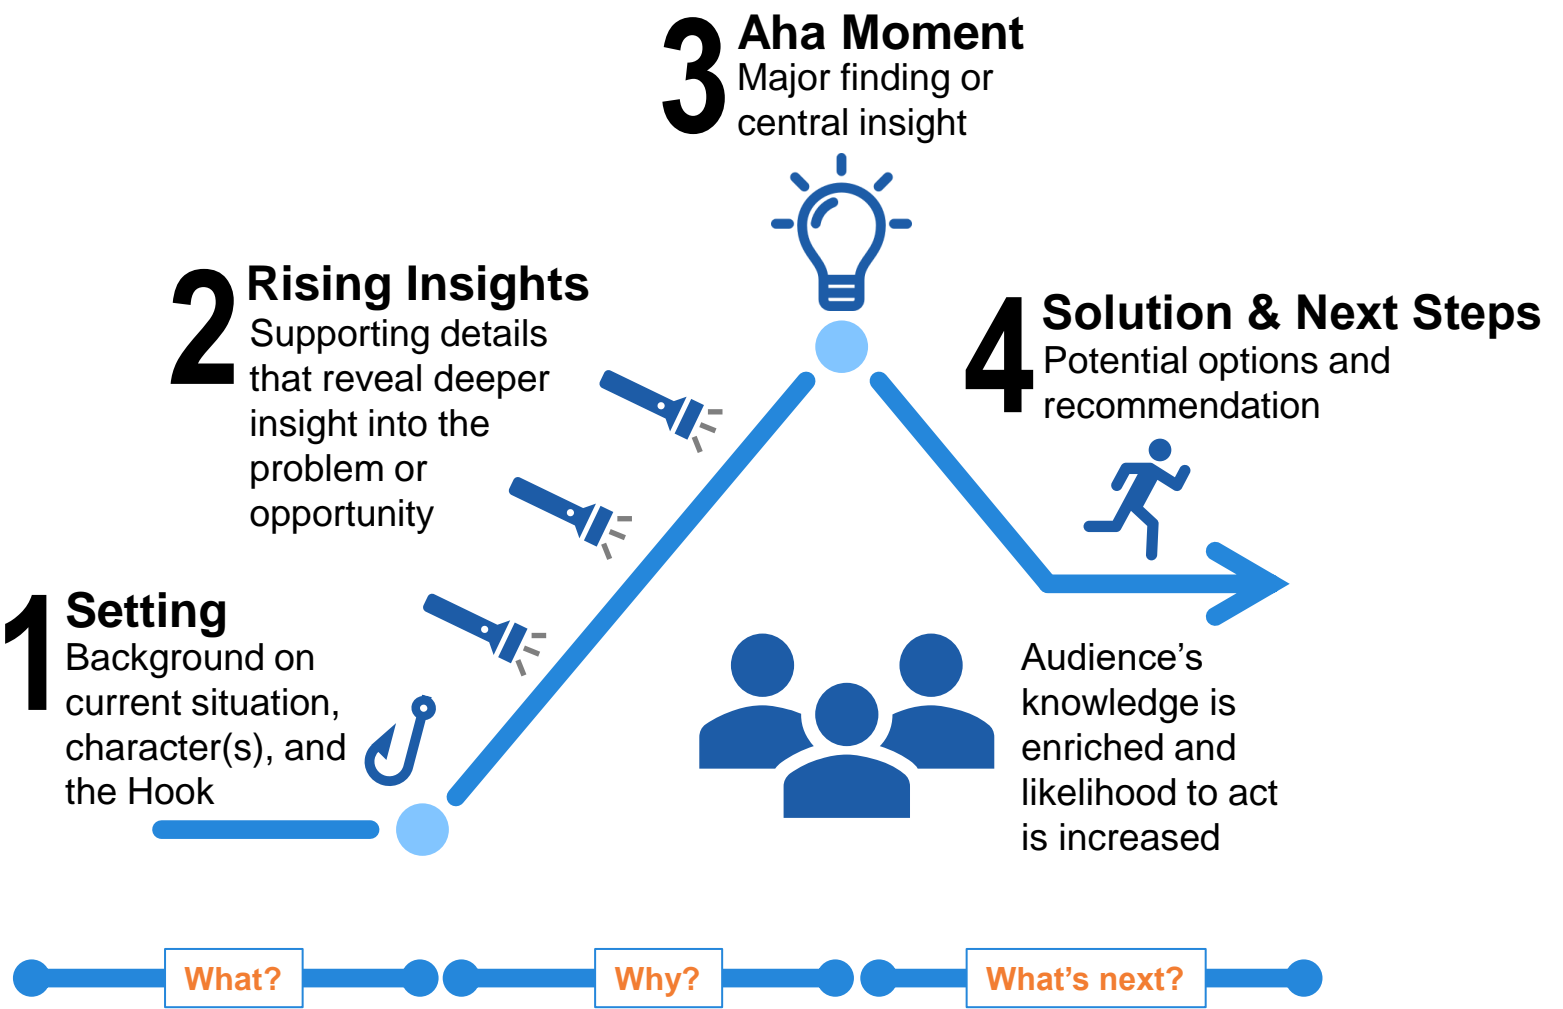 3
Aha Moment
Major finding or
central insight
2
Rising Insights
Supporting details
that reveal deeper
insight into the
problem or
opportunity
4
Solution & Next Steps
Potential options and
recommendation
1
Setting
Background on
current situation,
character(s), and
the Hook
Audience’s
knowledge is
enriched and
likelihood to act
is increased
What?
Why?
What’s next?